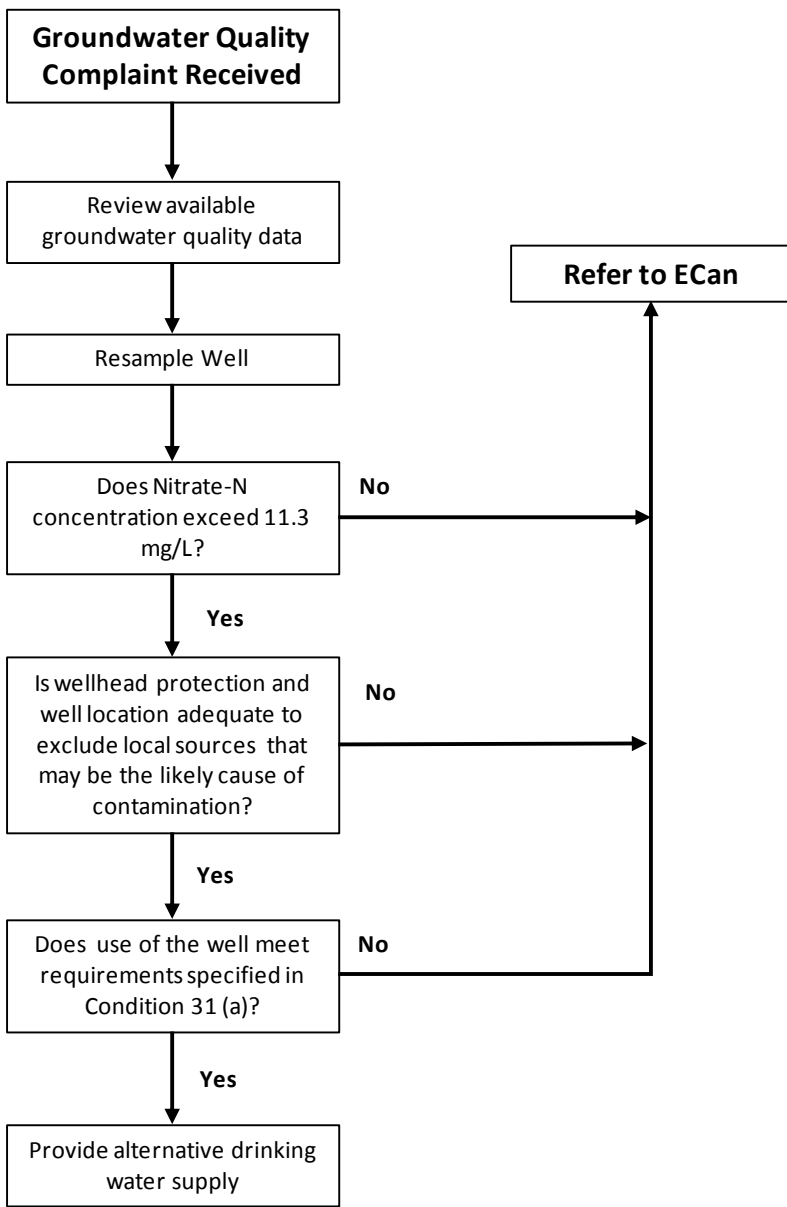 Groundwater Quality
Complaint Received
Review available
groundwater quality data
Refer to ECan
Resample Well
Does Nitrate-N
concentration exceed 11.3
mg/L?
No
Yes
Is wellhead protection and
well location adequate to
exclude local sources that
may be the likely cause of
contamination?
No
Yes
Does use of the well meet
requirements specified in
Condition 31 (a)?
No
Yes
Provide alternative drinking
water supply